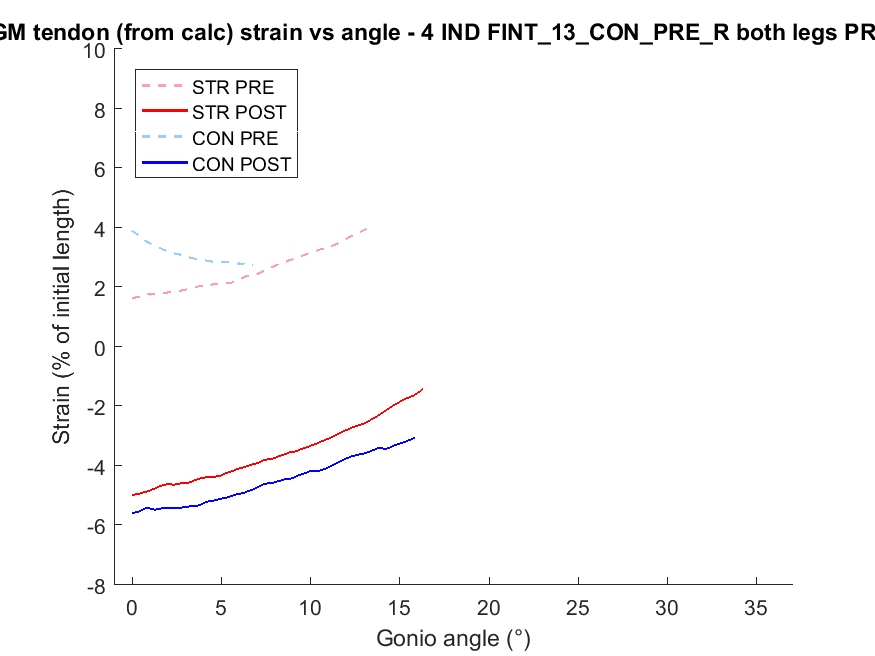 GM tendon (from calc) strain vs angle - 4 IND FINT_13_CON_PRE_R both legs PR
10
8
6
4
2
0
-2
-4
-6
-8
Strain (% of initial length)
STR PRE
STR POST
CON PRE
CON POST
0 5 10 15 20 25 30 35
Gonio angle (°)